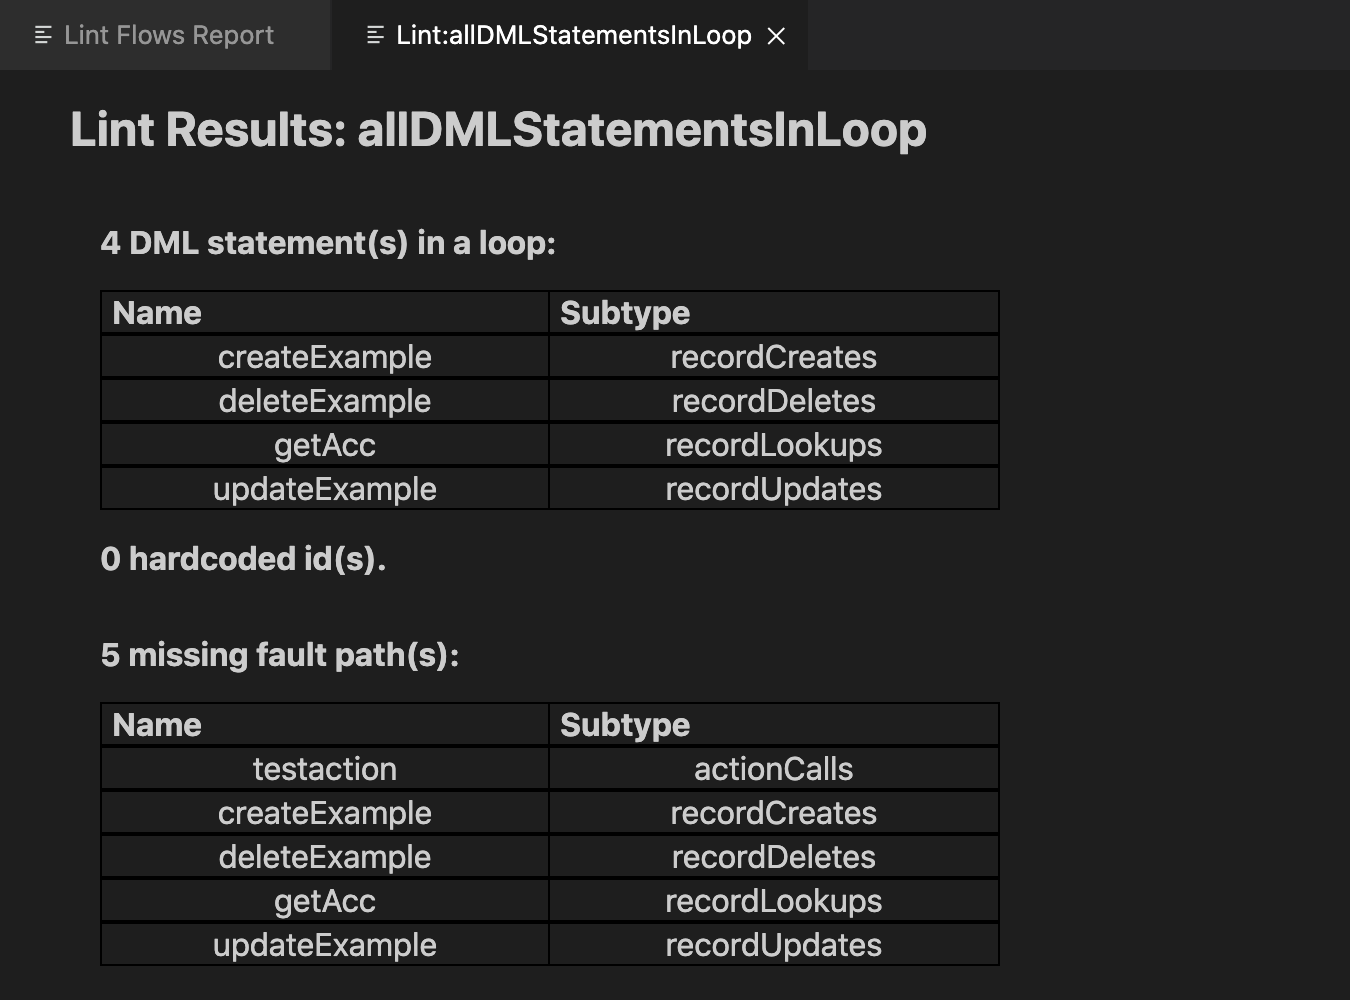 Lint Flows Report
Lint:allDMLStatementsInLoop
Lint Results: allDMLStatementsInLoop
4 DML statement(s) in a loop:
Name Subtype
createExample recordCreates
deleteExample recordDeletes
getAcc recordLookups
updateExample recordUpdates
0 hardcoded id(s).
5 missing fault path(s):
Name Subtype
testaction actionCalls
createExample recordCreates
deleteExample recordDeletes
getAcc recordLookups
updateExample recordUpdates